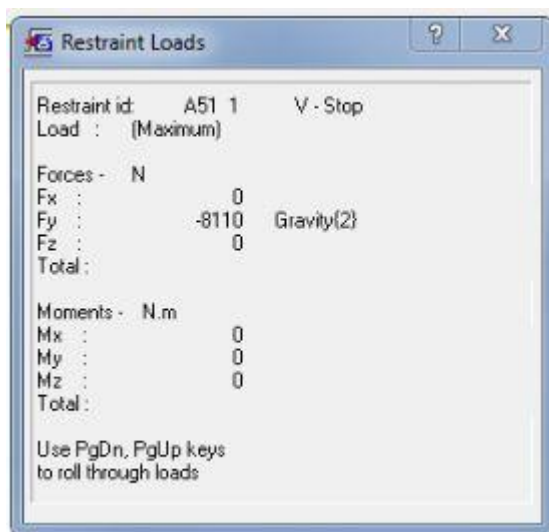 Restraint Loads
Restraint id: A51 1 V - Stop
Load : (Maximum)
Forces - N
Fx : 0
Fy : -8110 Gravity{2}
Fz : 0
Total :
Moments - N.m
Mx : 0
My : 0
Mz : 0
Total :
Use PgDn, PgUp keys
to roll through loads